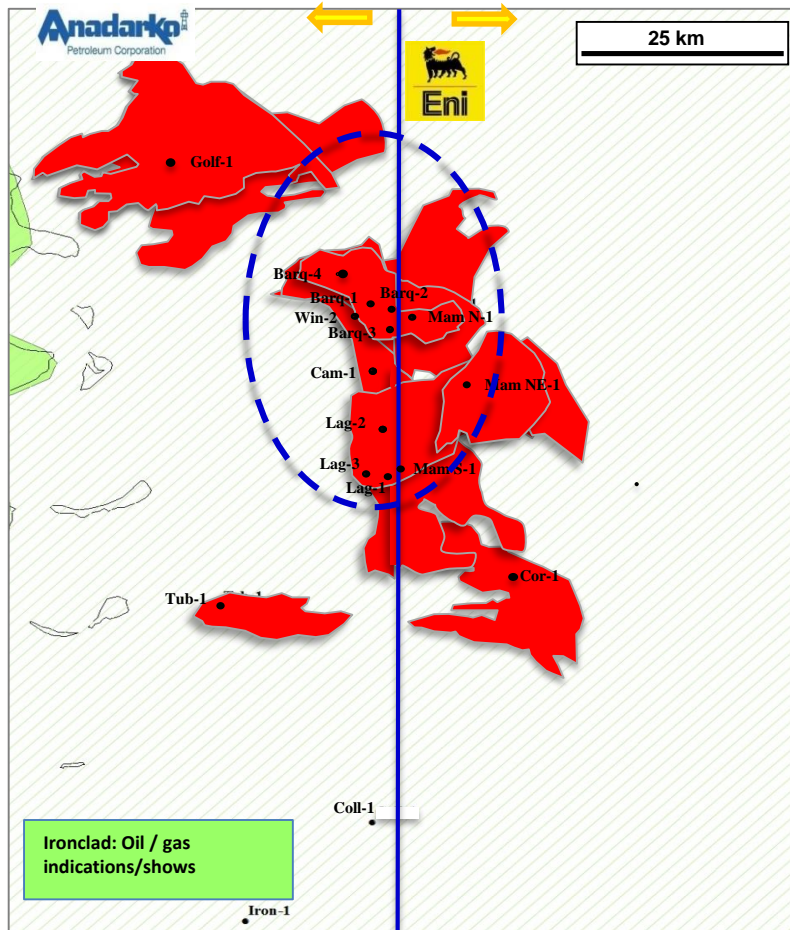 Anadarko
Petroleum Corporation
Eni
25 km
Golf-1
Barq-4
Barq-1
Barq-2
Win-2
Mam N-1
Barq-3
Cam-1
Mam NE-1
Lag-2
Lag-3
Mam S-1
Lag-1
Cor-1
Tub-1
Coll-1
Ironclad: Oil / gas
indications/shows
Iron-1